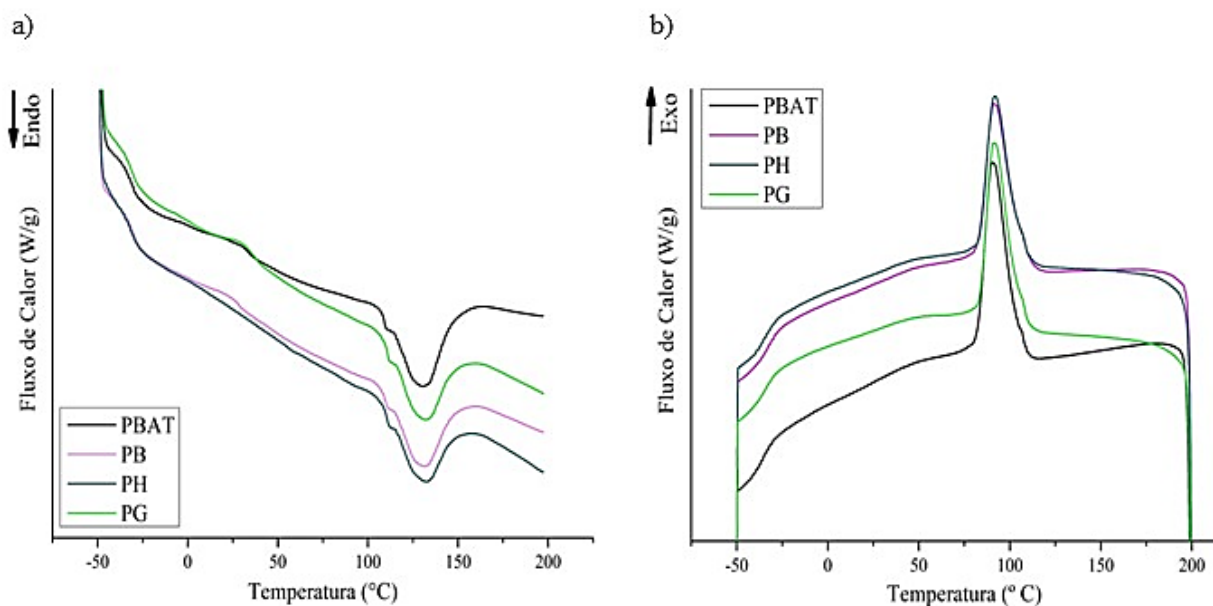 a)
Endo
Fluxo de Calor (W/g)
PBAT
PB
PH
PG
-50 0 50 100 150 200
Temperatura (°C)
b)
Exo
Fluxo de Calor (W/g)
PBAT
PB
PH
PG
-50 0 50 100 150 200
Temperatura (° C)